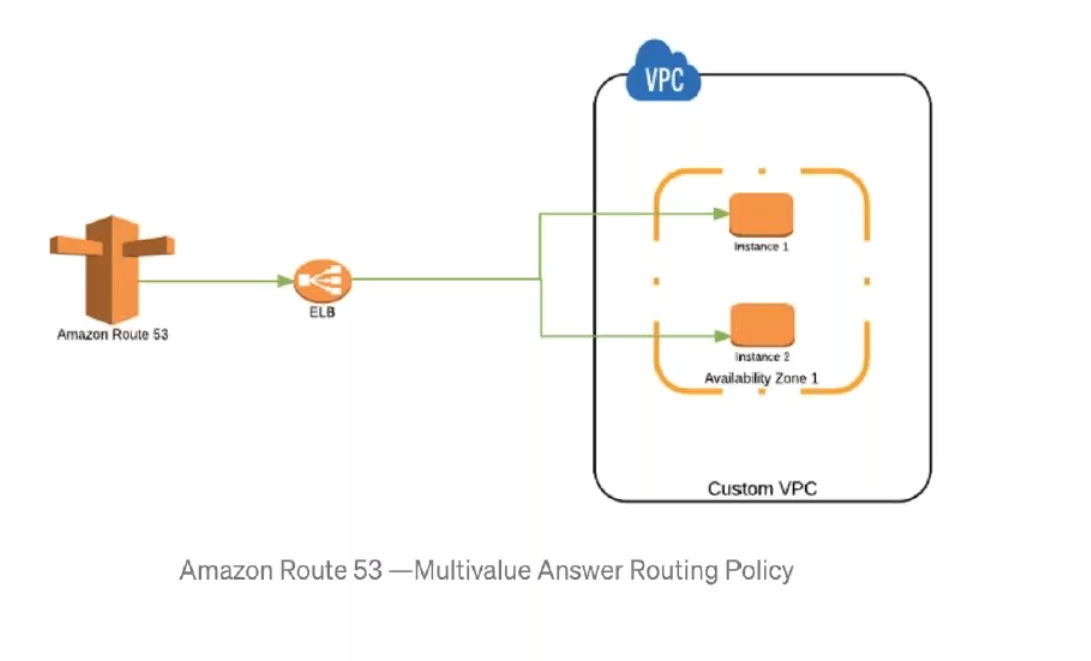 VPC
Instance 1
Amazon Route 53
ELB
Instance 2
Availability Zone 1
Custom VPC
Amazon Route 53 —Multivalue Answer Routing Policy